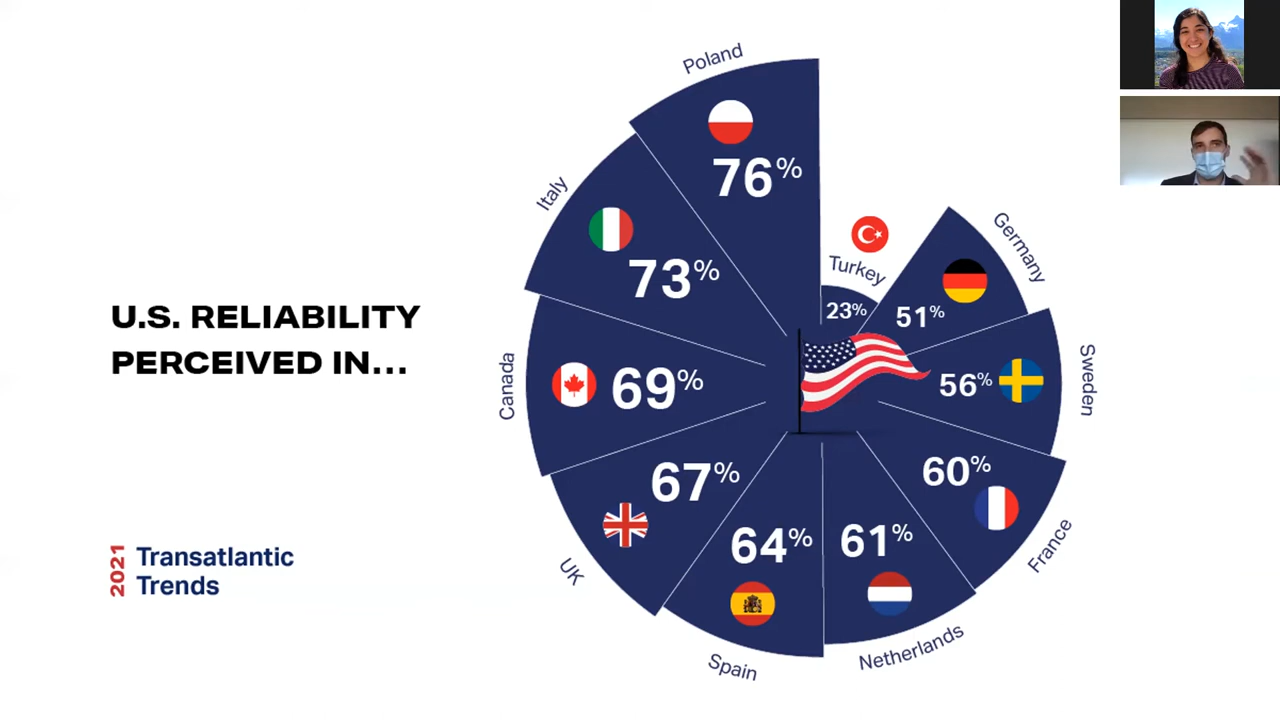 U.S. RELIABILITY
PERCEIVED IN...
2021
Transatlantic
Trends
Poland
76%
Italy
73%
Canada
69%
UK
67%
Spain
64%
Netherlands
61%
France
60%
Sweden
56%
Germany
51%
Turkey
23%